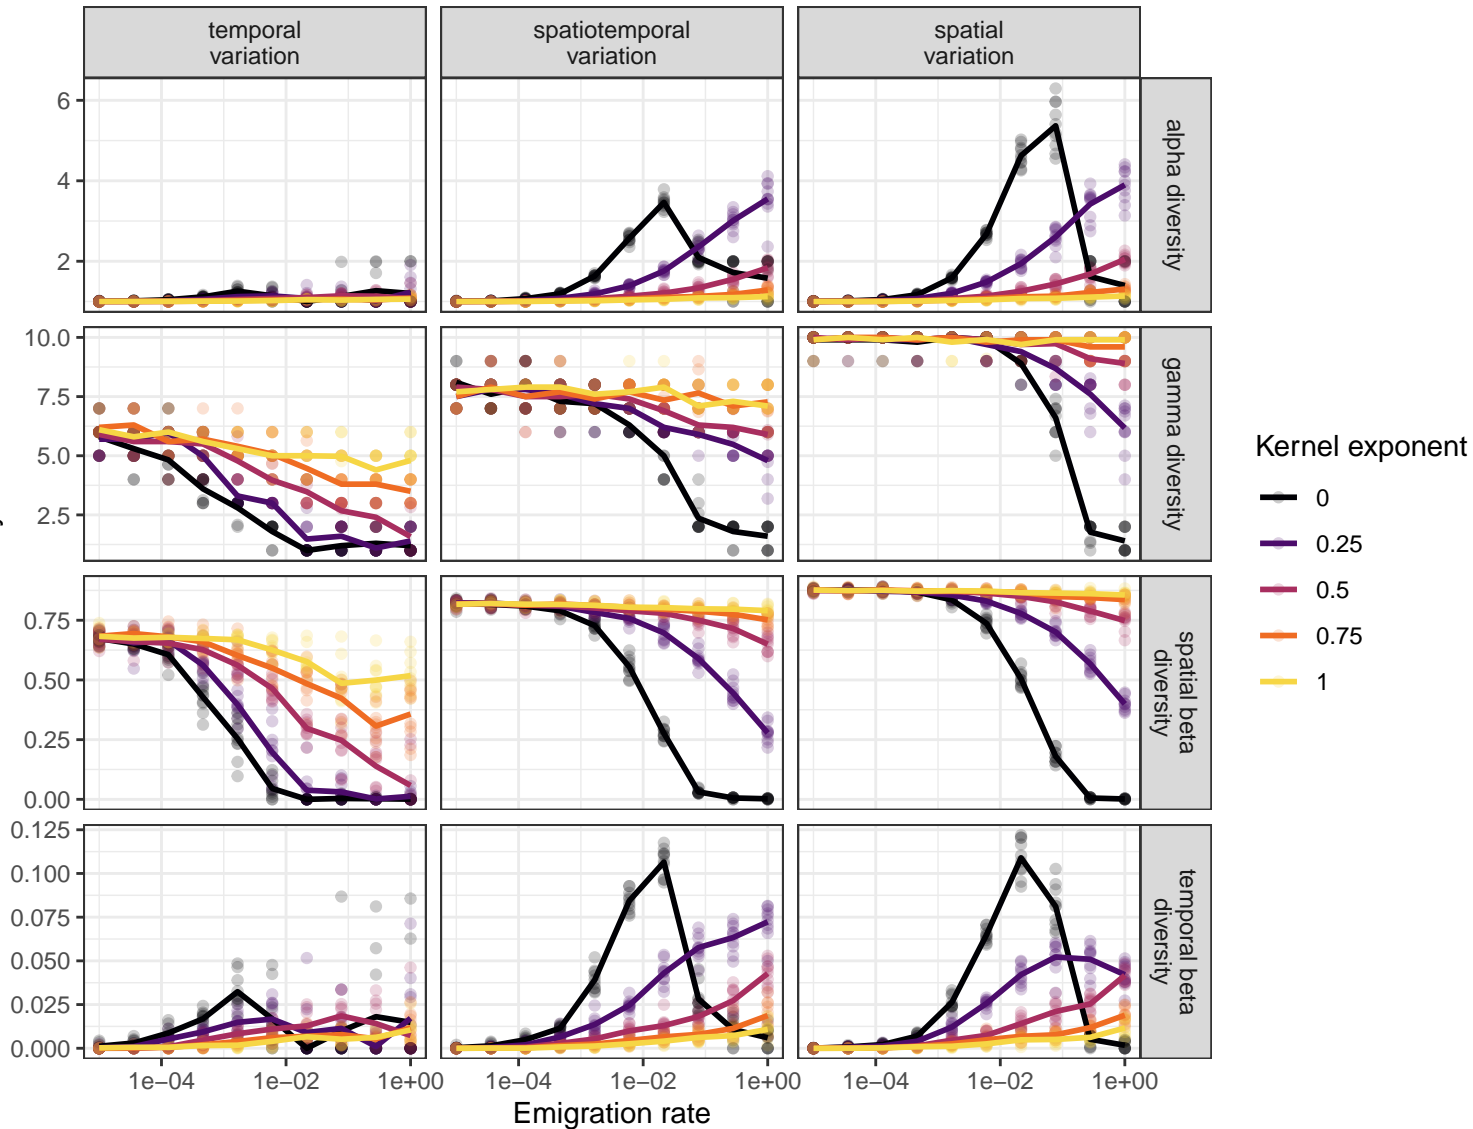 temporal
variation
spatiotemporal
variation
spatial
variation
6
4
2
alpha diversity
10.0
7.5
5.0
2.5
gamma diversity
0.75
0.50
0.25
0.00
spatial beta
diversity
0.125
0.100
0.075
0.050
0.025
0.000
temporal beta
diversity
1e−04 1e−02 1e+00 1e−04 1e−02 1e+00 1e−04 1e−02 1e+00
Emigration rate
Kernel exponent
0
0.25
0.5
0.75
1